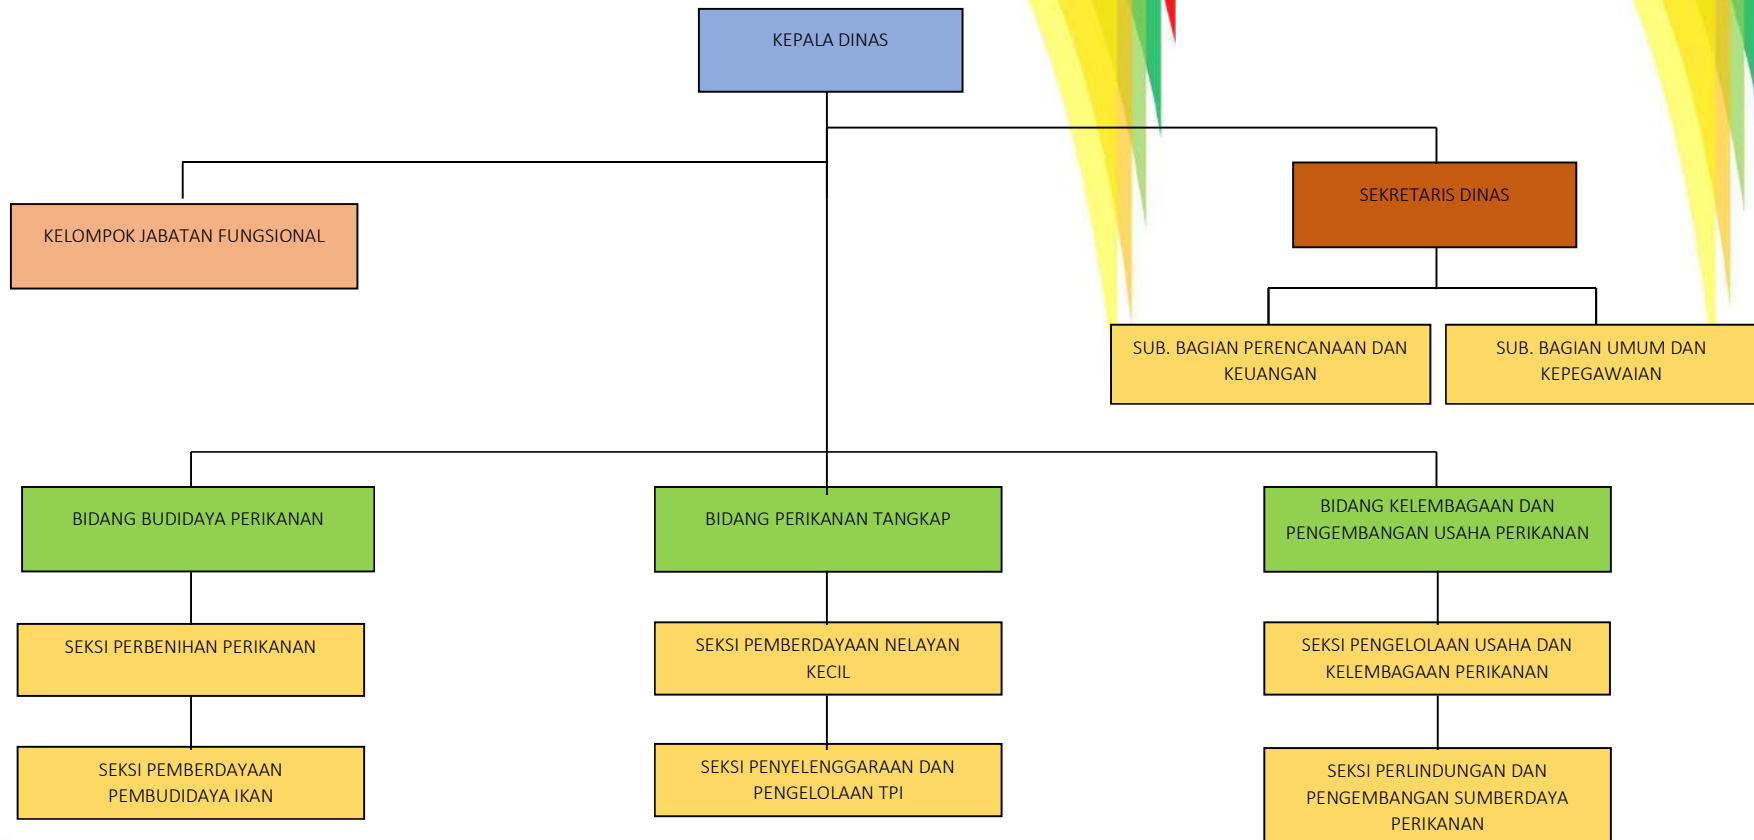 KEPALA DINAS
SEKRETARIS DINAS
KELOMPOK JABATAN FUNGSIONAL
SUB. BAGIAN PERENCANAAN DAN
KEUANGAN
SUB. BAGIAN UMUM DAN
KEPEGAWAIAN
BIDANG BUDIDAYA PERIKANAN
BIDANG PERIKANAN TANGKAP
BIDANG KELEMBAGAAN DAN
PENGEMBANGAN USAHA PERIKANAN
SEKSI PERBENIHAN PERIKANAN
SEKSI PEMBERDAYAAN NELAYAN
KECIL
SEKSI PENGELOLAAN USAHA DAN
KELEMBAGAAN PERIKANAN
SEKSI PEMBERDAYAAN
PEMBUDIDAYA IKAN
SEKSI PENYELENGGARAAN DAN
PENGELOLAAN TPI
SEKSI PERLINDUNGAN DAN
PENGEMBANGAN SUMBERDAYA
PERIKANAN